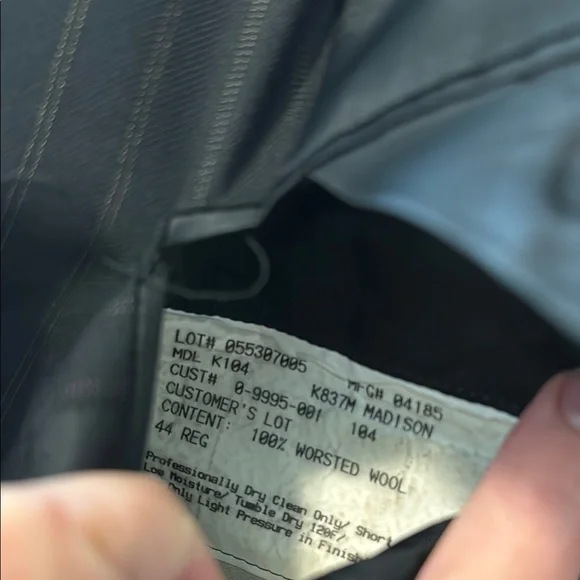 LOT# 055307005 MFG# 04185
MDL K104 K837M MADISON
CUST# 0-9995-001 104
CUSTOMER'S LOT
CONTENT: 100% WORSTED WOOL
44 REG
Professionally Dry Clean Only/ Short
Low Moisture/ Tumble Dry 120F/
Only Light Pressure in Finish